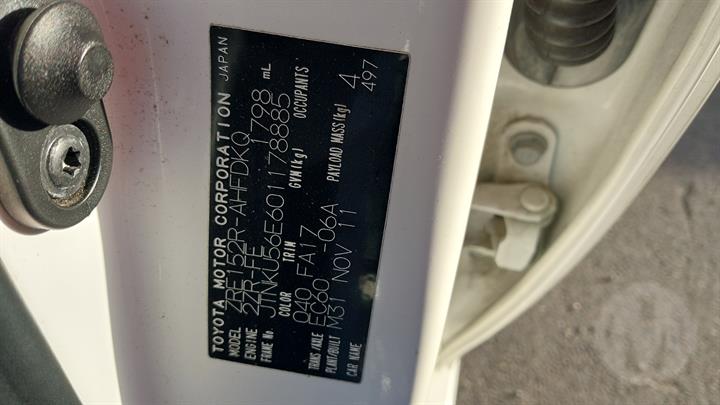 TOYOTA MOTOR CORPORATION JAPAN
MODEL ZRE152R-AHFDKQ
ENGINE 2ZR-FE 1798 mL
FRAME No. JTNKU56E601178885
COLOR TRIM GVM(kg) OCCUPANTS
040 FA17 4
TRANS/AXLE EC60 -06A PAYLOAD MASS(kg) 497
PLANT/BUILT M31 NOV 11
CAR NAME